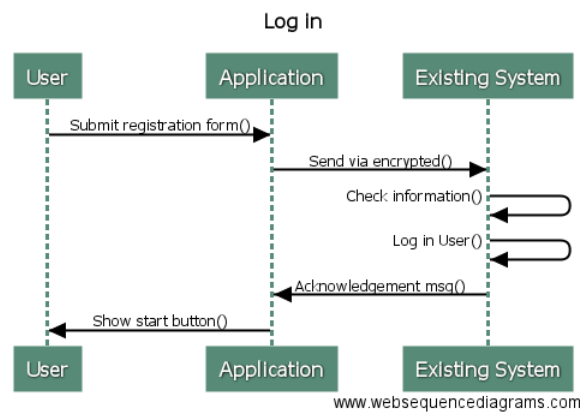 Log in
User Application Existing System
Submit registration form()
Send via encrypted()
Check information()
Log in User()
Acknowledgement msg()
Show start button()
User Application Existing System
www.websequencediagrams.com